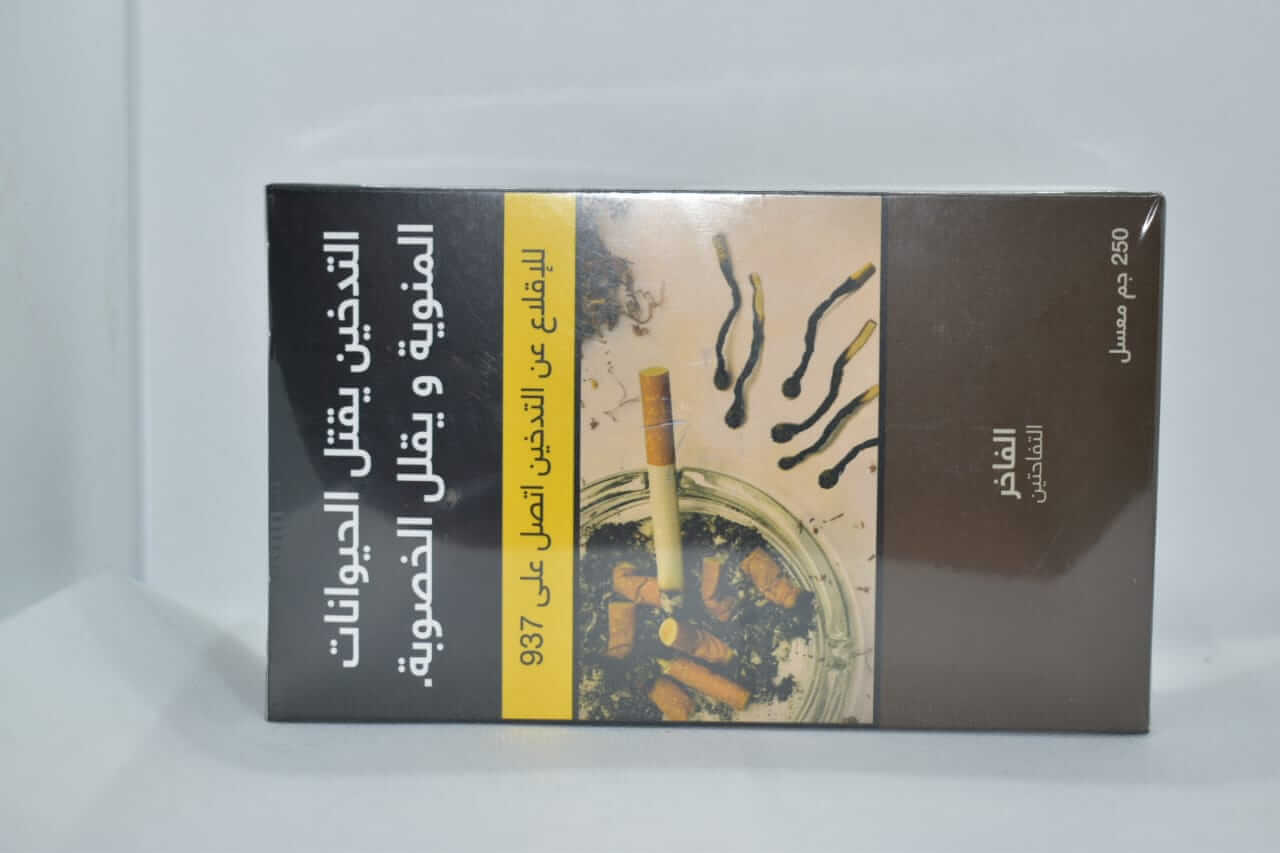 التدخين يقتل الحيوانات
المنوية و يقلل الخصوبة.
للإقلاع عن التدخين اتصل على 937
الفاخر
التفاحتين
250 جم معسل